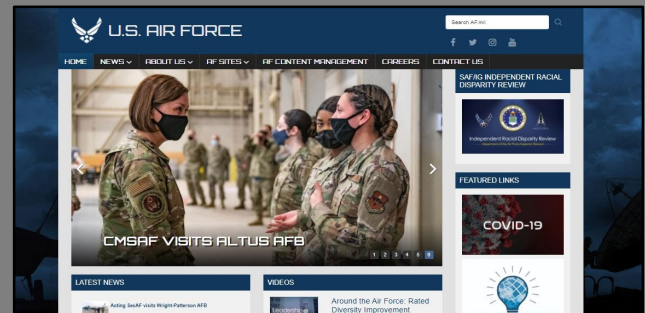 U.S. AIR FORCE
Search AF.mil
HOME NEWS ABOUT US AF SITES AF CONTENT MANAGEMENT CAREERS CONTACT US
CMSAF VISITS ALTUS AFB
1 2 3 4 5 6
SAF/IG INDEPENDENT RACIAL
DISPARITY REVIEW
Independent Racial Disparity Review
FEATURED LINKS
COVID-19
LATEST NEWS
Acting SecAF visits Wright-Patterson AFB
VIDEOS
Leadership
Around the Air Force: Rated
Diversity Improvement